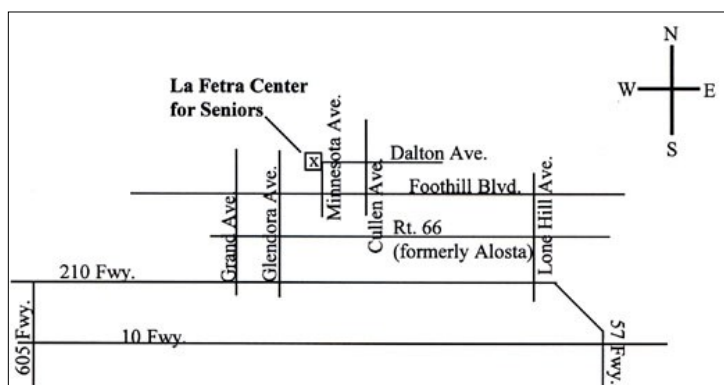 N
W E
S
La Fetra Center
for Seniors
x
Minnesota Ave.
Dalton Ave.
Cullen Ave.
Foothill Blvd.
Lone Hill Ave.
Grand Ave.
Glendora Ave.
Rt. 66
(formerly Alosta)
210 Fwy.
605 Fwy.
10 Fwy.
57 Fwy.